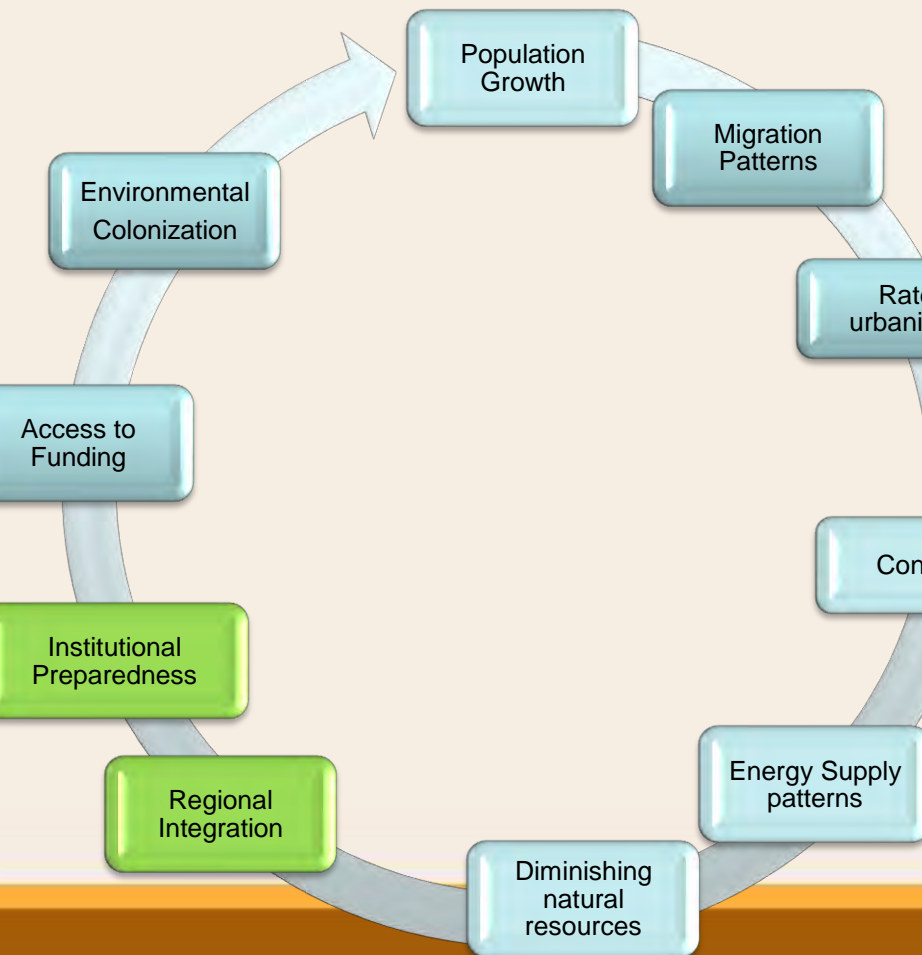 Population
Growth
Migration
Patterns
Energy Supply
patterns
Diminishing
natural
resources
Regional
Integration
Institutional
Preparedness
Access to
Funding
Environmental
Colonization